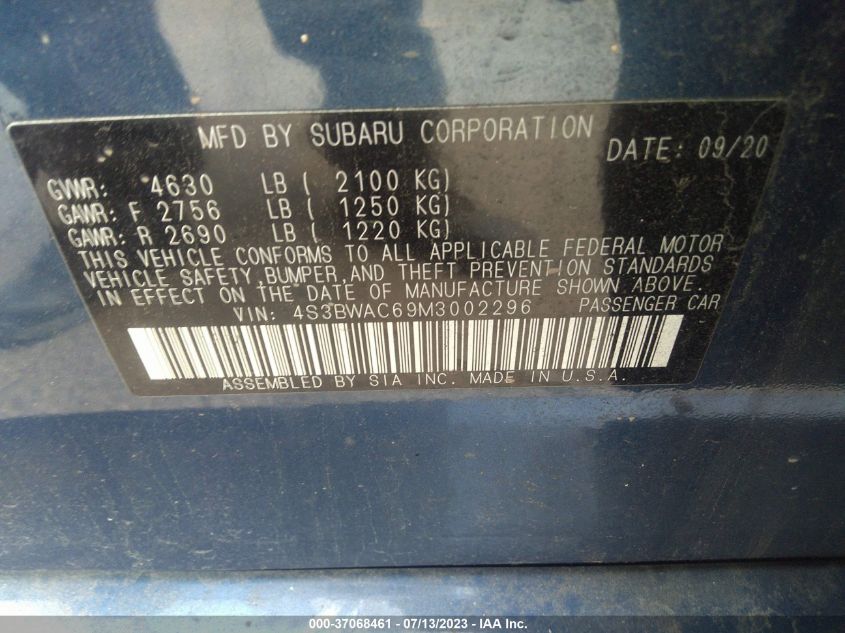 MFD BY SUBARU CORPORATION DATE: 09/20
GVWR: 4630 LB ( 2100 KG)
GAWR: F 2756 LB ( 1250 KG)
GAWR: R 2690 LB ( 1220 KG)
THIS VEHICLE CONFORMS TO ALL APPLICABLE FEDERAL MOTOR
VEHICLE SAFETY,BUMPER,AND THEFT PREVENTION STANDARDS
IN EFFECT ON THE DATE OF MANUFACTURE SHOWN ABOVE.
VIN: 4S3BWAC69M3002296 PASSENGER CAR
ASSEMBLED BY SIA INC. MADE IN U.S.A.
000-37068461 - 07/13/2023 - IAA Inc.